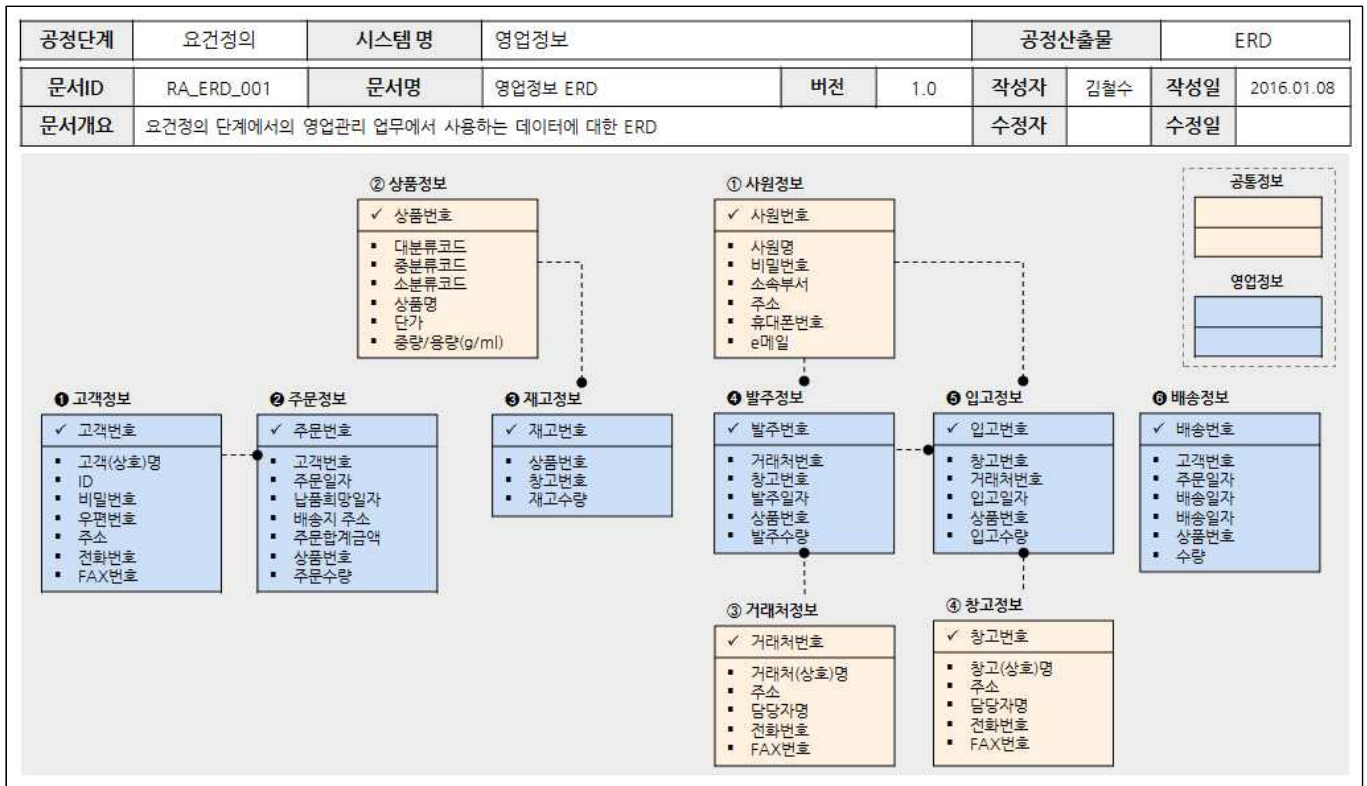 공정단계 요건정의 시스템 명 영업정보 공정산출물 ERD
문서ID RA_ERD_001 문서명 영업정보 ERD 버전 1.0 작성자 김철수 작성일 2016.01.08
문서개요 요건정의 단계에서의 영업관리 업무에서 사용하는 데이터에 대한 ERD 수정자 수정일
② 상품정보
✓ 상품번호
▪ 대분류코드
▪ 중분류코드
▪ 소분류코드
▪ 상품명
▪ 단가
▪ 중량/용량(g/ml)
① 사원정보
✓ 사원번호
▪ 사원명
▪ 비밀번호
▪ 소속부서
▪ 주소
▪ 휴대폰번호
▪ e메일
공통정보
영업정보
❶ 고객정보
✓ 고객번호
▪ 고객(상호)명
▪ ID
▪ 비밀번호
▪ 우편번호
▪ 주소
▪ 전화번호
▪ FAX번호
❷ 주문정보
✓ 주문번호
▪ 고객번호
▪ 주문일자
▪ 납품희망일자
▪ 배송지 주소
▪ 주문합계금액
▪ 상품번호
▪ 주문수량
❸ 재고정보
✓ 재고번호
▪ 상품번호
▪ 창고번호
▪ 재고수량
❹ 발주정보
✓ 발주번호
▪ 거래처번호
▪ 창고번호
▪ 발주일자
▪ 상품번호
▪ 발주수량
❺ 입고정보
✓ 입고번호
▪ 창고번호
▪ 거래처번호
▪ 입고일자
▪ 상품번호
▪ 입고수량
❻ 배송정보
✓ 배송번호
▪ 고객번호
▪ 주문일자
▪ 배송일자
▪ 배송일자
▪ 상품번호
▪ 수량
③ 거래처정보
✓ 거래처번호
▪ 거래처(상호)명
▪ 주소
▪ 담당자명
▪ 전화번호
▪ FAX번호
④ 창고정보
✓ 창고번호
▪ 창고(상호)명
▪ 주소
▪ 담당자명
▪ 전화번호
▪ FAX번호